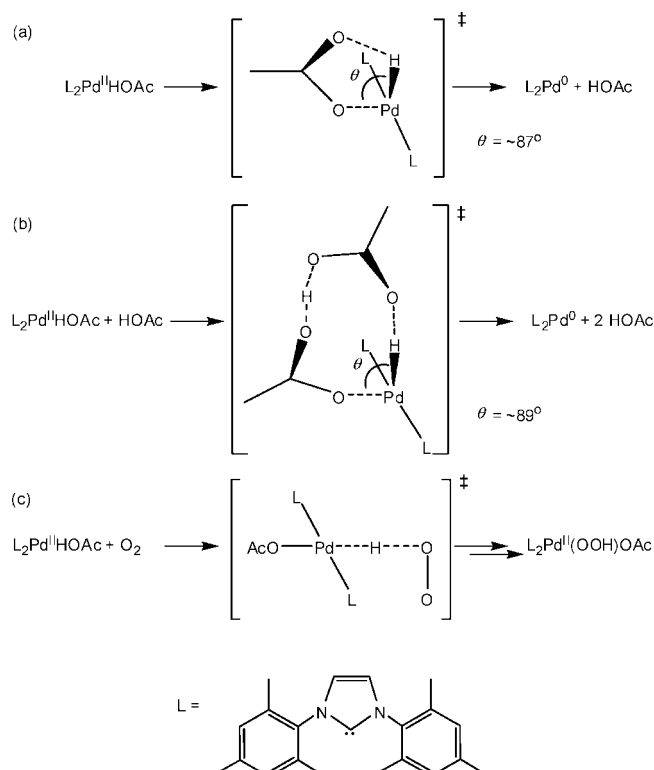 (a)
L₂PdᴵᴵHOAc
O
L
H
θ
O
Pd
L
‡
L₂Pd⁰ + HOAc
θ = ~87°
(b)
L₂PdᴵᴵHOAc + HOAc
O
H
O
O
L
H
θ
O
Pd
L
‡
L₂Pd⁰ + 2 HOAc
θ = ~89°
(c)
L₂PdᴵᴵHOAc + O₂
L
AcO
Pd
H
O
L
O
‡
L₂Pdᴵᴵ(OOH)OAc
L =
N
N